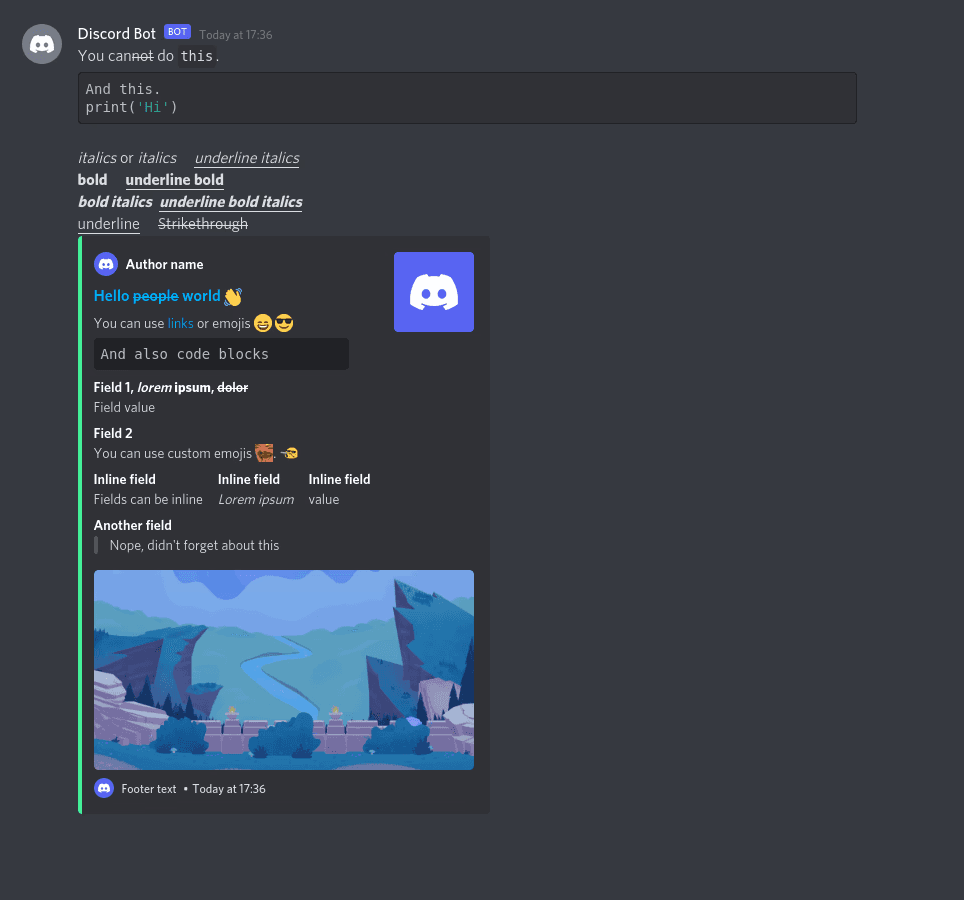 Discord Bot BOT Today at 17:36
You cannot do this.
And this.
print('Hi')
italics or italics underline italics
bold underline bold
bold italics underline bold italics
underline Strikethrough
Author name
Hello people world 👋
You can use links or emojis 😄😎
And also code blocks
Field 1, lorem ipsum, dolor
Field value
Field 2
You can use custom emojis .
Inline field Inline field Inline field
Fields can be inline Lorem ipsum value
Another field
Nope, didn't forget about this
Footer text • Today at 17:36